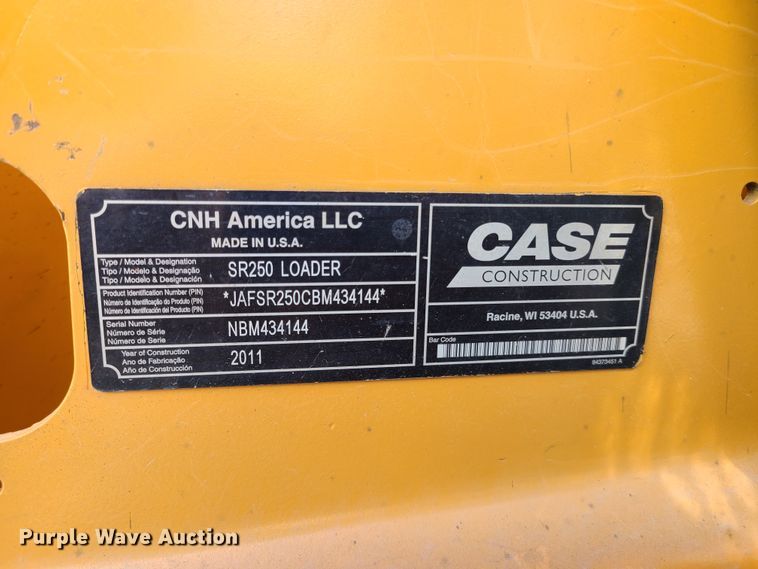 CNH America LLC
MADE IN U.S.A.
Type / Model & Designation
Tipo / Modelo & Designação
Tipo / Modelo & Designación
SR250 LOADER
Product Identification Number (PIN)
Número de Identificação do Produto (PIN)
Número de Identificación del Producto (PIN)
*JAFSR250CBM434144*
Serial Number
Número de Série
Número de Serie
NBM434144
Year of Construction
Ano de Fabricação
Año de Construcción
2011
CASE
CONSTRUCTION
Racine, WI 53404 U.S.A.
Bar Code
84373451 A
Purple Wave Auction